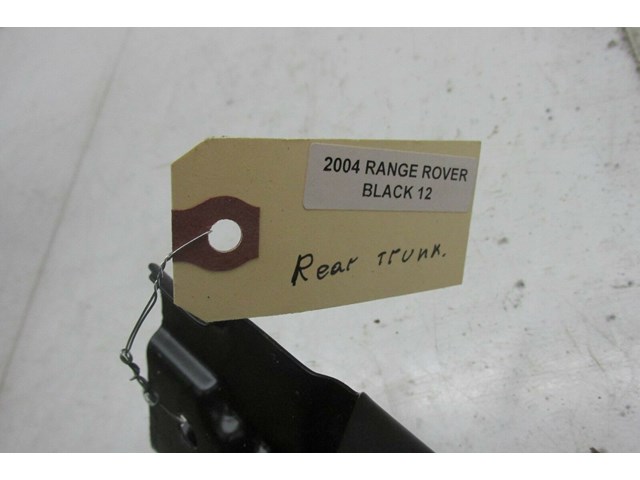 2004 RANGE ROVER
BLACK 12
Rear Trunk.